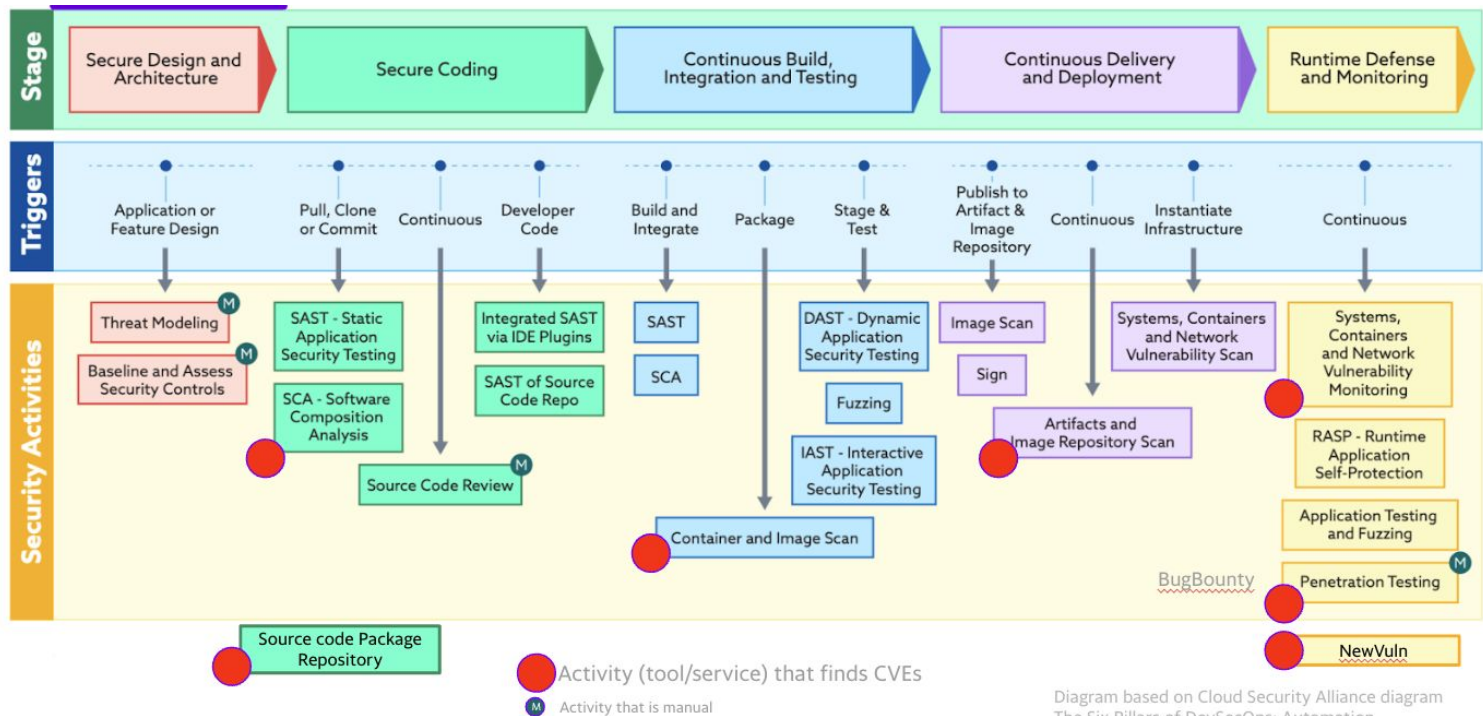 Stage
Secure Design and
Architecture
Secure Coding
Continuous Build,
Integration and Testing
Continuous Delivery
and Deployment
Runtime Defense
and Monitoring
Triggers
Application or
Feature Design
Pull, Clone
or Commit
Continuous
Developer
Code
Build and
Integrate
Package
Stage &
Test
Publish to
Artifact &
Image
Repository
Continuous
Instantiate
Infrastructure
Continuous
Security Activities
Threat Modeling
M
Baseline and Assess
Security Controls
M
SAST - Static
Application
Security Testing
SCA - Software
Composition
Analysis
Source Code Review
M
Integrated SAST
via IDE Plugins
SAST of Source
Code Repo
SAST
SCA
Container and Image Scan
DAST - Dynamic
Application
Security Testing
Fuzzing
IAST - Interactive
Application
Security Testing
Image Scan
Sign
Artifacts and
Image Repository Scan
Systems, Containers
and Network
Vulnerability Scan
Systems,
Containers
and Network
Vulnerability
Monitoring
RASP - Runtime
Application
Self-Protection
Application Testing
and Fuzzing
BugBounty
Penetration Testing
M
NewVuln
Source code Package
Repository
Activity (tool/service) that finds CVEs
M Activity that is manual
Diagram based on Cloud Security Alliance diagram
The Six Pillars of DevSecOps: Automation